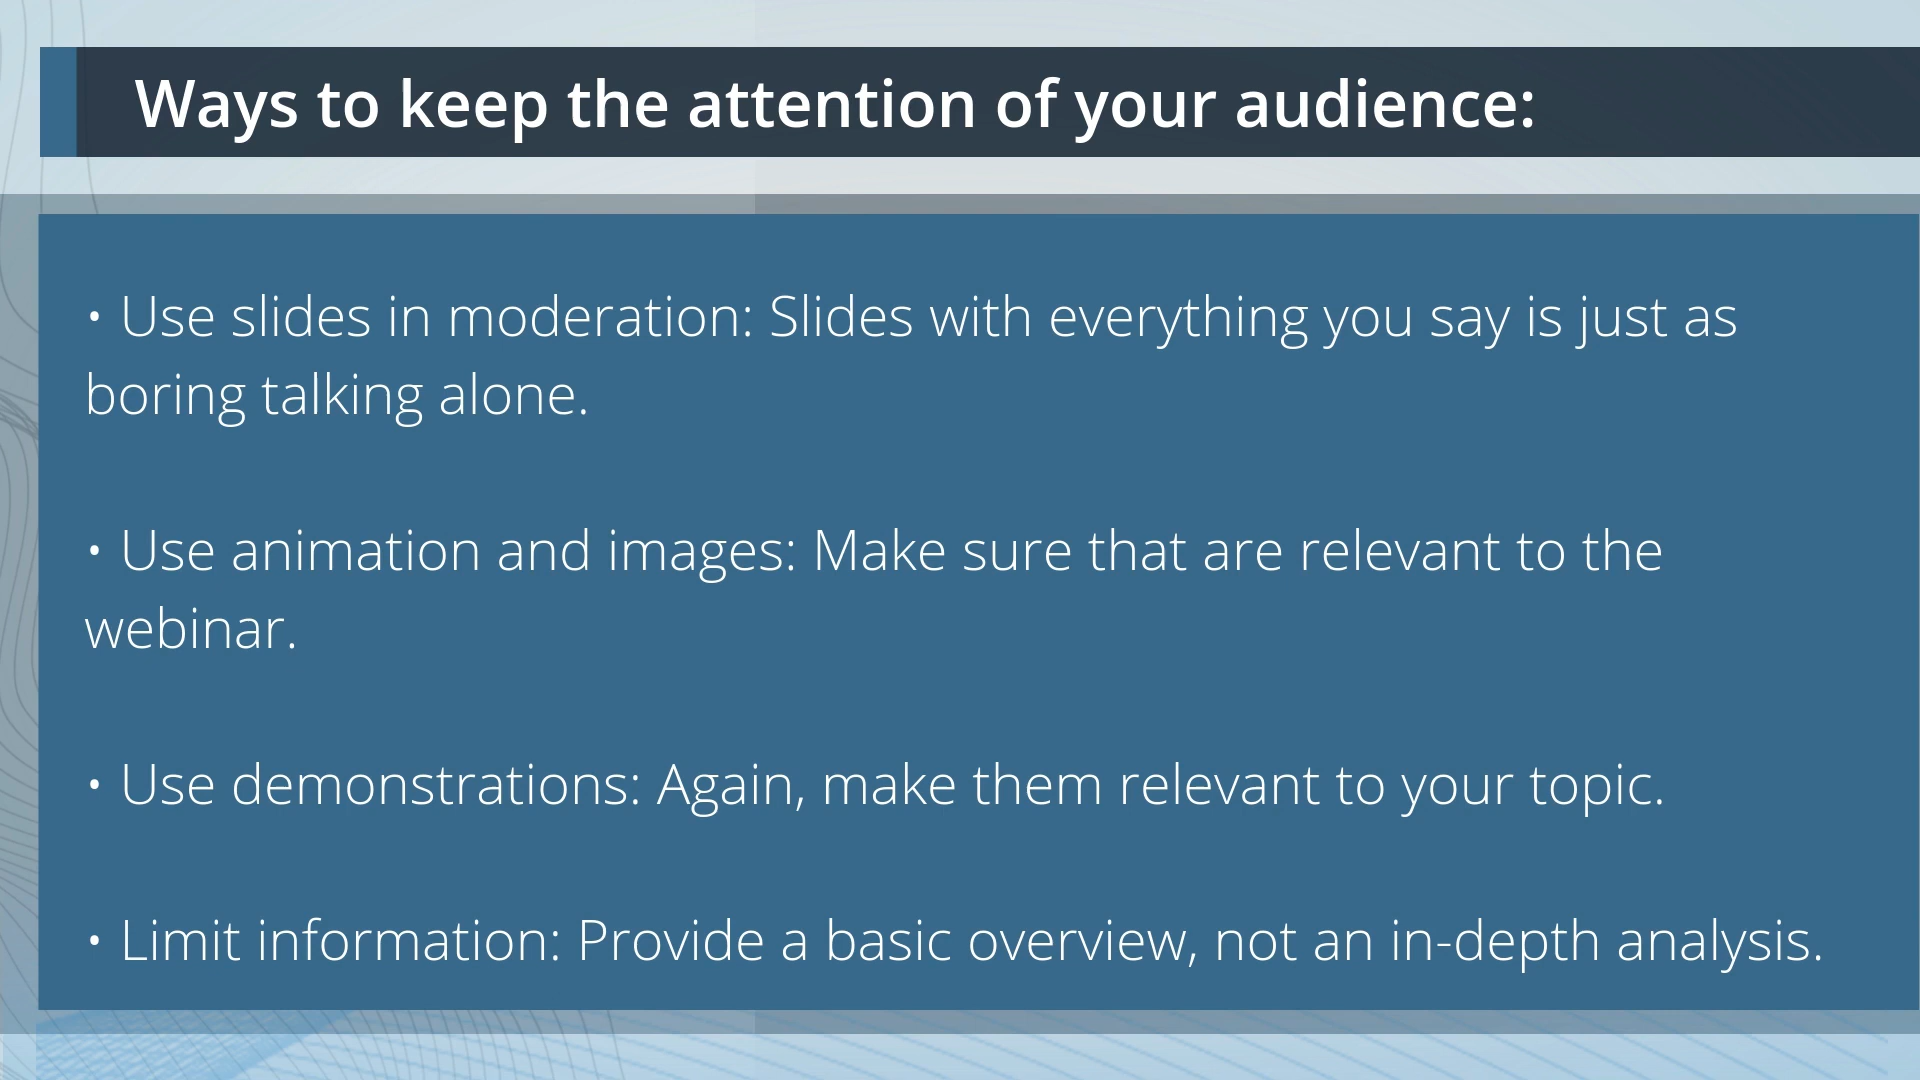 Ways to keep the attention of your audience:
• Use slides in moderation: Slides with everything you say is just as
boring talking alone.
• Use animation and images: Make sure that are relevant to the
webinar.
• Use demonstrations: Again, make them relevant to your topic.
• Limit information: Provide a basic overview, not an in-depth analysis.